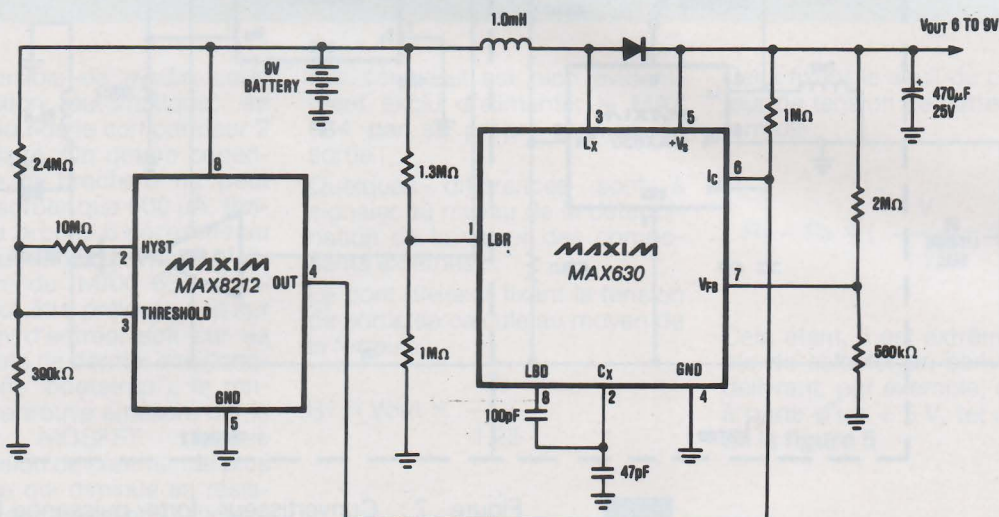 1.0mH
VOUT 6 TO 9V
9V
BATTERY
470µF
25V
+
1MΩ
2.4MΩ
8
3
5
LX
+VS
1.3MΩ
6
IC
10MΩ
2MΩ
HYST
2
MAXIM
MAX8212
OUT
4
1
LBR
MAXIM
MAX630
7
VFB
THRESHOLD
3
390kΩ
1MΩ
560kΩ
GND
5
LBD
8
CX
2
GND
4
100pF
47pF